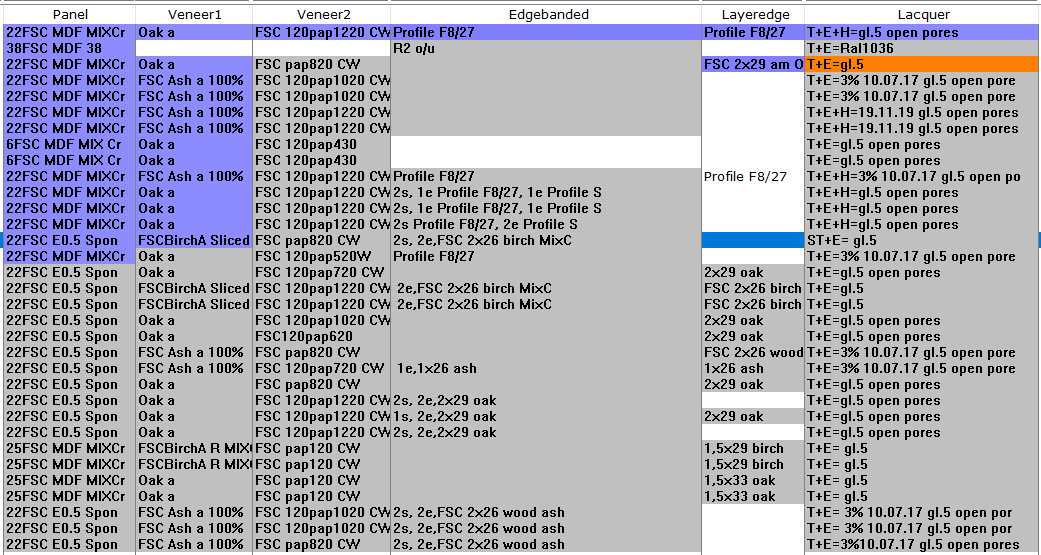 Panel Veneer1 Veneer2 Edgebanded Layeredge Lacquer
22FSC MDF MIXCr Oak a FSC 120pap1220 CW Profile F8/27 Profile F8/27 T+E+H=gl.5 open pores
38FSC MDF 38 R2 o/u T+E=Ral1036
22FSC MDF MIXCr Oak a FSC pap820 CW FSC 2x29 am O T+E=gl.5
22FSC MDF MIXCr FSC Ash a 100% FSC 120pap1020 CW T+E=3% 10.07.17 gl.5 open pore
22FSC MDF MIXCr FSC Ash a 100% FSC 120pap1020 CW T+E=3% 10.07.17 gl.5 open pore
22FSC MDF MIXCr FSC Ash a 100% FSC 120pap1220 CW T+E+H=19.11.19 gl.5 open pores
22FSC MDF MIXCr FSC Ash a 100% FSC 120pap1220 CW T+E+H=19.11.19 gl.5 open pores
6FSC MDF MIX Cr Oak a FSC 120pap430 T+E=gl.5 open pores
6FSC MDF MIX Cr Oak a FSC 120pap430 T+E=gl.5 open pores
22FSC MDF MIXCr FSC Ash a 100% FSC 120pap1220 CW Profile F8/27 Profile F8/27 T+E+H=3% 10.07.17 gl.5 open po
22FSC MDF MIXCr Oak a FSC 120pap1220 CW 2s, 1e Profile F8/27, 1e Profile S T+E+H=gl.5 open pores
22FSC MDF MIXCr Oak a FSC 120pap1220 CW 2s, 1e Profile F8/27, 1e Profile S T+E+H=gl.5 open pores
22FSC MDF MIXCr Oak a FSC 120pap1220 CW 2s Profile F8/27, 2e Profile S T+E+H=gl.5 open pores
22FSC E0.5 Spon FSCBirchA Sliced FSC pap820 CW 2s, 2e,FSC 2x26 birch MixC ST+E= gl.5
22FSC MDF MIXCr Oak a FSC 120pap520W Profile F8/27 T+E=3% 10.07.17 gl.5 open pore
22FSC E0.5 Spon Oak a FSC 120pap720 CW 2x29 oak T+E=gl.5 open pores
22FSC E0.5 Spon FSCBirchA Sliced FSC 120pap1220 CW 2e,FSC 2x26 birch MixC FSC 2x26 birch T+E=gl.5
22FSC E0.5 Spon FSCBirchA Sliced FSC 120pap1220 CW 2e,FSC 2x26 birch MixC FSC 2x26 birch T+E=gl.5
22FSC E0.5 Spon Oak a FSC 120pap1020 CW 2x29 oak T+E=gl.5 open pores
22FSC E0.5 Spon Oak a FSC120pap620 2x29 oak T+E=gl.5 open pores
22FSC E0.5 Spon FSC Ash a 100% FSC pap820 CW FSC 2x26 wood T+E=3% 10.07.17 gl.5 open pore
22FSC E0.5 Spon FSC Ash a 100% FSC 120pap720 CW 1e,1x26 ash 1x26 ash T+E=3% 10.07.17 gl.5 open pore
22FSC E0.5 Spon Oak a FSC pap820 CW 2x29 oak T+E=gl.5 open pores
22FSC E0.5 Spon Oak a FSC 120pap1220 CW 2s, 2e,2x29 oak T+E=gl.5 open pores
22FSC E0.5 Spon Oak a FSC 120pap1220 CW 1s, 2e,2x29 oak 2x29 oak T+E=gl.5 open pores
22FSC E0.5 Spon Oak a FSC 120pap1220 CW 2s, 2e,2x29 oak T+E=gl.5 open pores
25FSC MDF MIXCr FSCBirchA R MIX FSC pap120 CW 1,5x29 birch T+E= gl.5
25FSC MDF MIXCr FSCBirchA R MIX FSC pap120 CW 1,5x29 birch T+E= gl.5
25FSC MDF MIXCr Oak a FSC pap120 CW 1,5x33 oak T+E= gl.5
25FSC MDF MIXCr Oak a FSC pap120 CW 1,5x33 oak T+E= gl.5
22FSC E0.5 Spon FSC Ash a 100% FSC 120pap1020 CW 2s, 2e,FSC 2x26 wood ash T+E= 3% 10.07.17 gl.5 open por
22FSC E0.5 Spon FSC Ash a 100% FSC 120pap1020 CW 2s, 2e,FSC 2x26 wood ash T+E= 3% 10.07.17 gl.5 open por
22FSC E0.5 Spon FSC Ash a 100% FSC pap820 CW 2s, 2e,FSC 2x26 wood ash T+E=3%10.07.17 gl.5 open pores